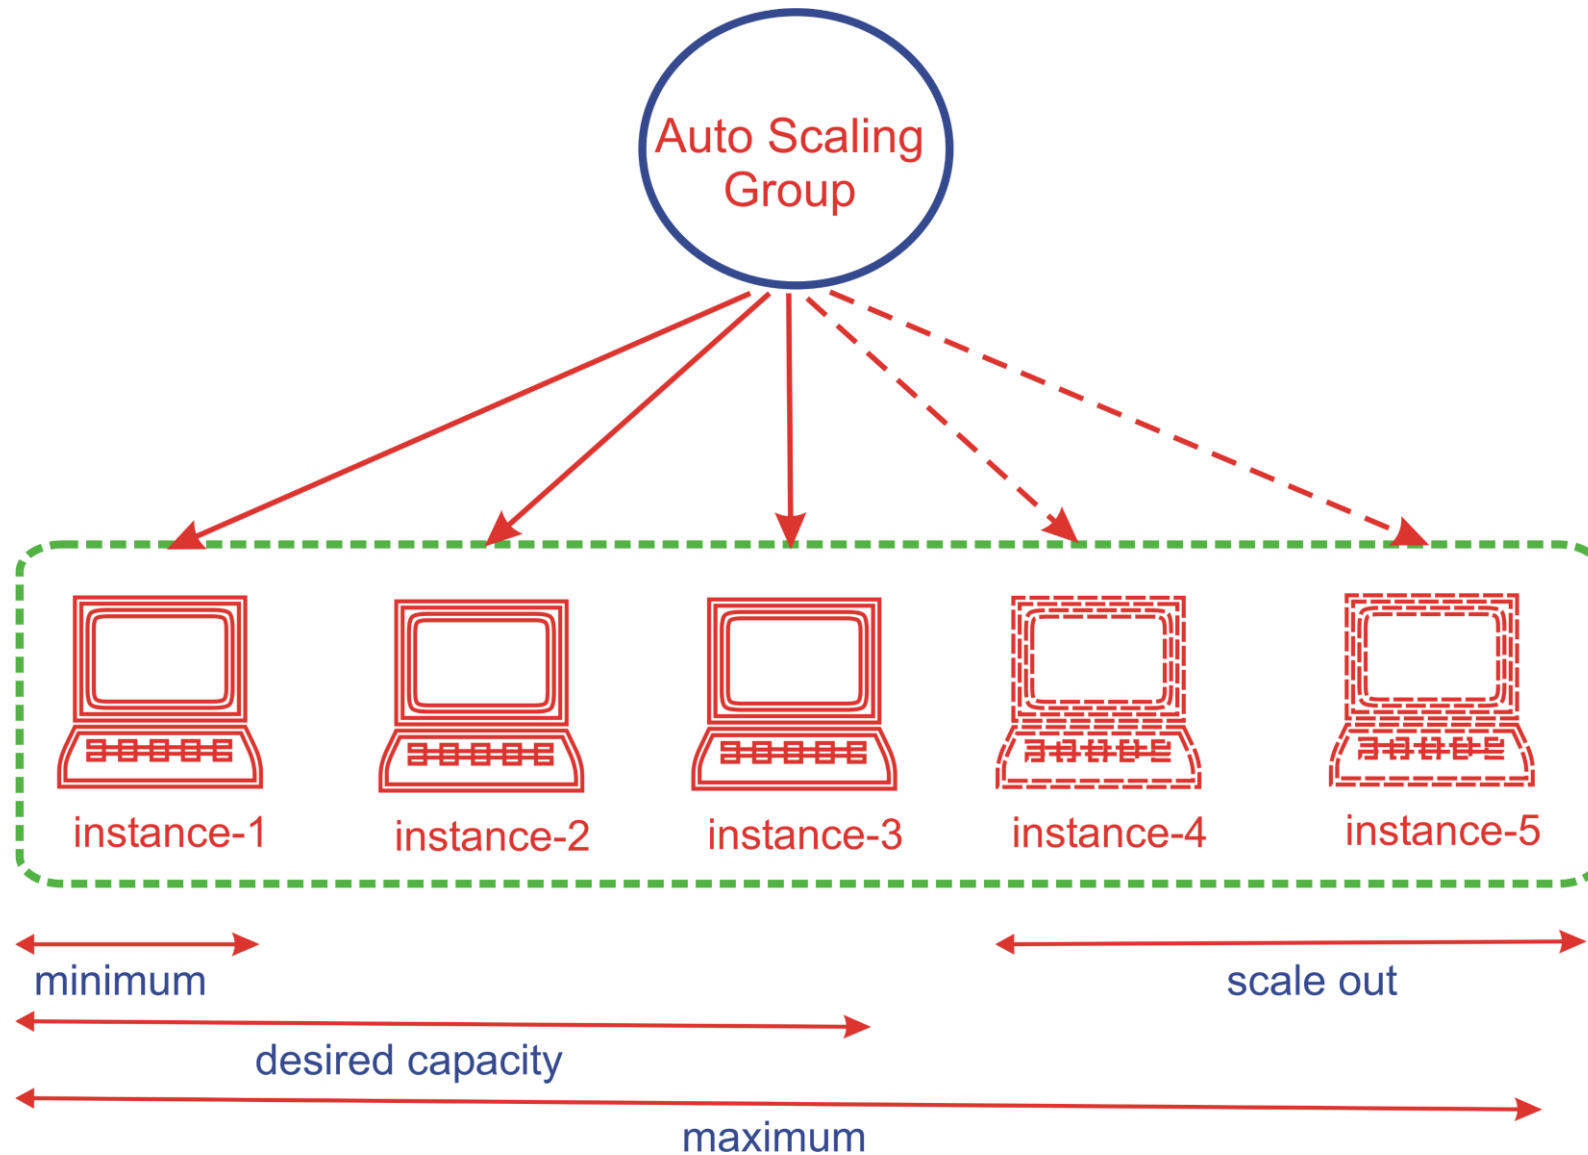 Auto Scaling
Group
instance-1
instance-2
instance-3
instance-4
instance-5
minimum
scale out
desired capacity
maximum